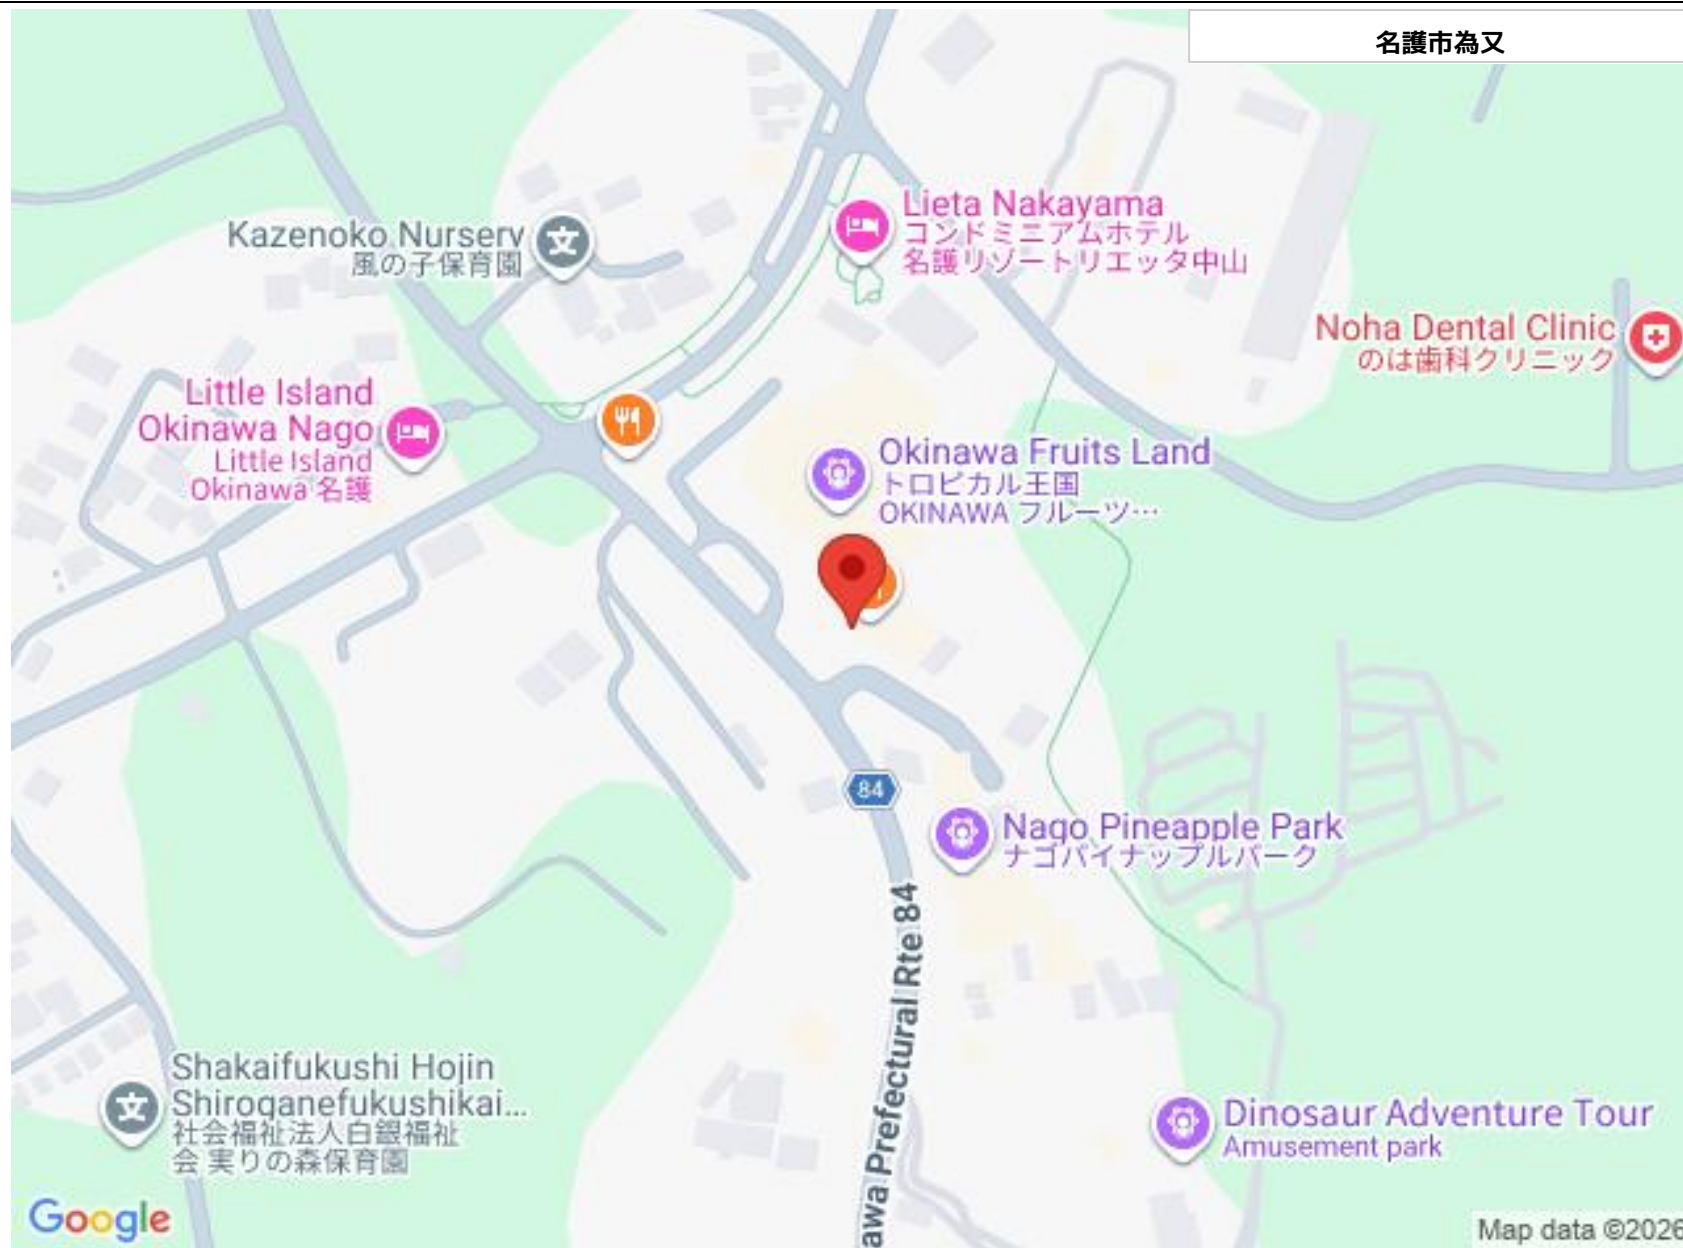 名護市為又
Lieta Nakayama
コンドミニアムホテル
名護リゾートリエッタ中山
Kazenoko Nursery
風の子保育園
Noha Dental Clinic
のは歯科クリニック
Little Island
Okinawa Nago
Little Island
Okinawa 名護
Okinawa Fruits Land
トロピカル王国
OKINAWA フルーツ…
84
Nago Pineapple Park
ナゴパイナップルパーク
awa Prefectural Rte 84
Shakaifukushi Hojin
Shiroganefukushikai...
社会福祉法人白銀福祉
会 実りの森保育園
Dinosaur Adventure Tour
Amusement park
Google
Map data ©2026